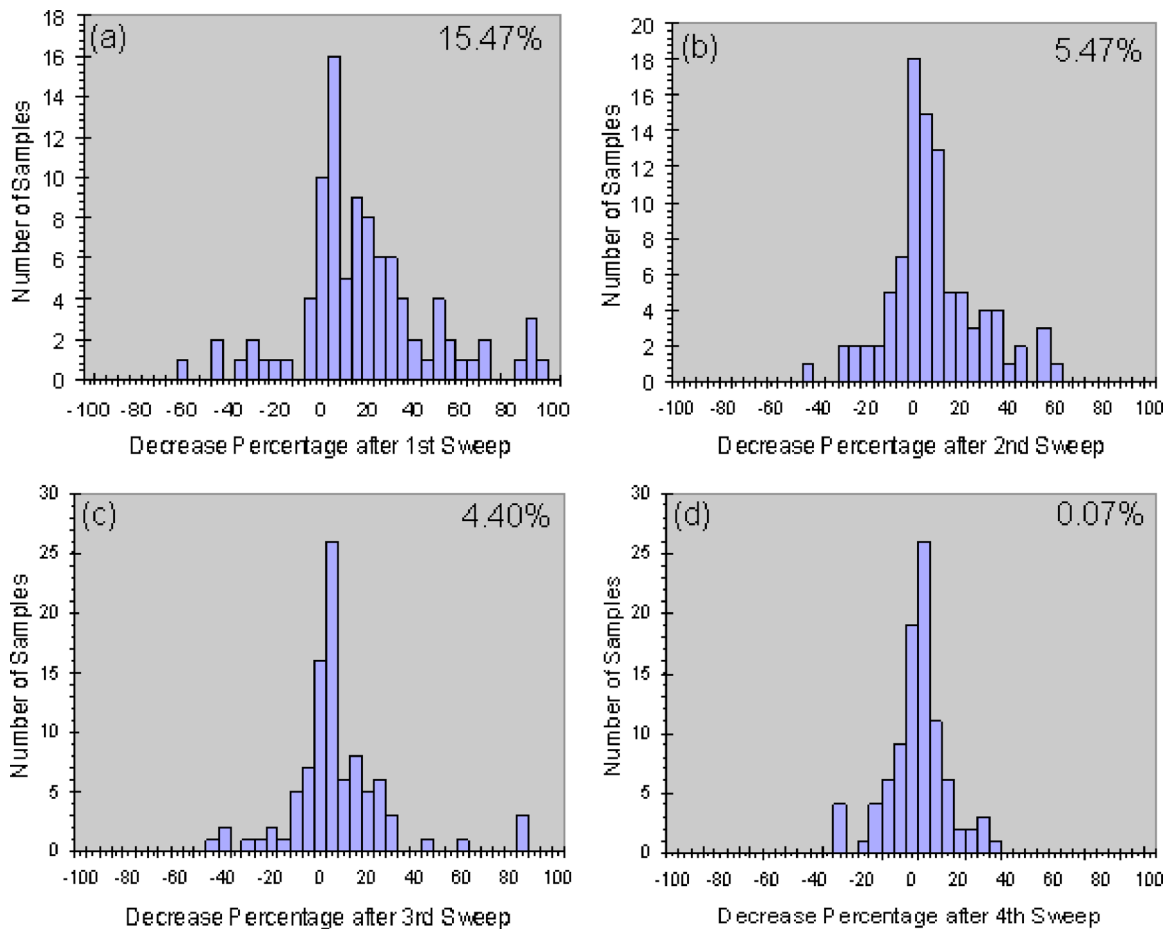 (a) 15.47%
Number of Samples
18
16
14
12
10
8
6
4
2
0
-100 -80 -60 -40 -20 0 20 40 60 80 100
Decrease Percentage after 1st Sweep
(b) 5.47%
Number of Samples
20
18
16
14
12
10
8
6
4
2
0
-100 -80 -60 -40 -20 0 20 40 60 80 100
Decrease Percentage after 2nd Sweep
(c) 4.40%
Number of Samples
30
25
20
15
10
5
0
-100 -80 -60 -40 -20 0 20 40 60 80 100
Decrease Percentage after 3rd Sweep
(d) 0.07%
Number of Samples
30
25
20
15
10
5
0
-100 -80 -60 -40 -20 0 20 40 60 80 100
Decrease Percentage after 4th Sweep